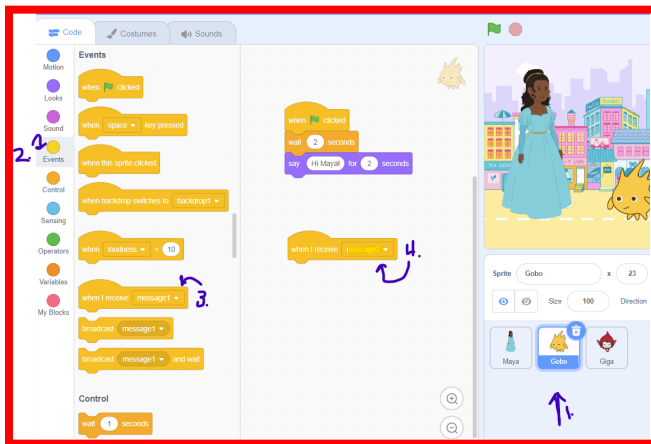 Code
Costumes
Sounds
Motion
Looks
Sound
Events
Control
Sensing
Operators
Variables
My Blocks
2.
Events
when clicked
when space key pressed
when this sprite clicked
when backdrop switches to backdrop1
when loudness > 10
when I receive message1
3.
broadcast message1
broadcast message1 and wait
Control
wait 1 seconds
when clicked
wait 2 seconds
say Hi Maya! for 2 seconds
when I receive message2
4.
Sprite Gobo x 23
Size 100 Direction
Maya
Gobo
Giga
1.